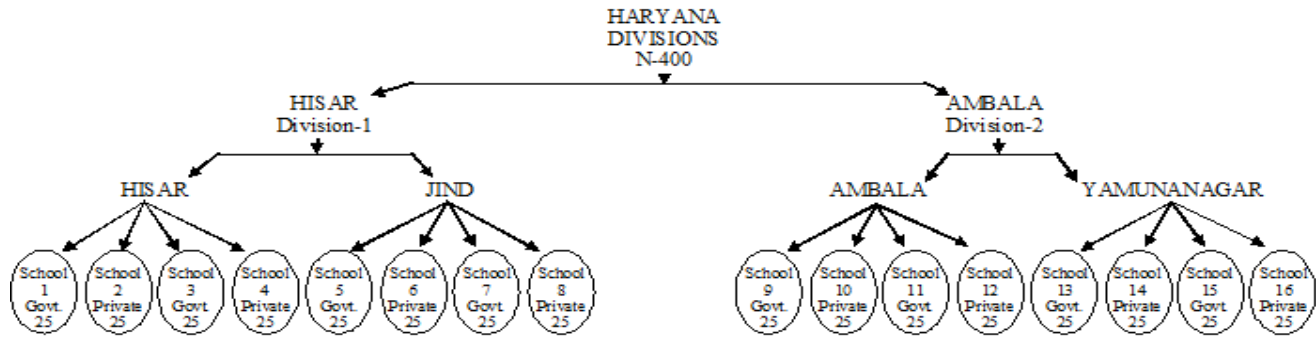 HARYANA
DIVISIONS
N-400
HISAR
Division-1
AMBALA
Division-2
HISAR
JIND
AMBALA
YAMUNANAGAR
School
1
Govt.
25
School
2
Private
25
School
3
Govt.
25
School
4
Private
25
School
5
Govt.
25
School
6
Private
25
School
7
Govt.
25
School
8
Private
25
School
9
Govt.
25
School
10
Private
25
School
11
Govt.
25
School
12
Private
25
School
13
Govt.
25
School
14
Private
25
School
15
Govt.
25
School
16
Private
25